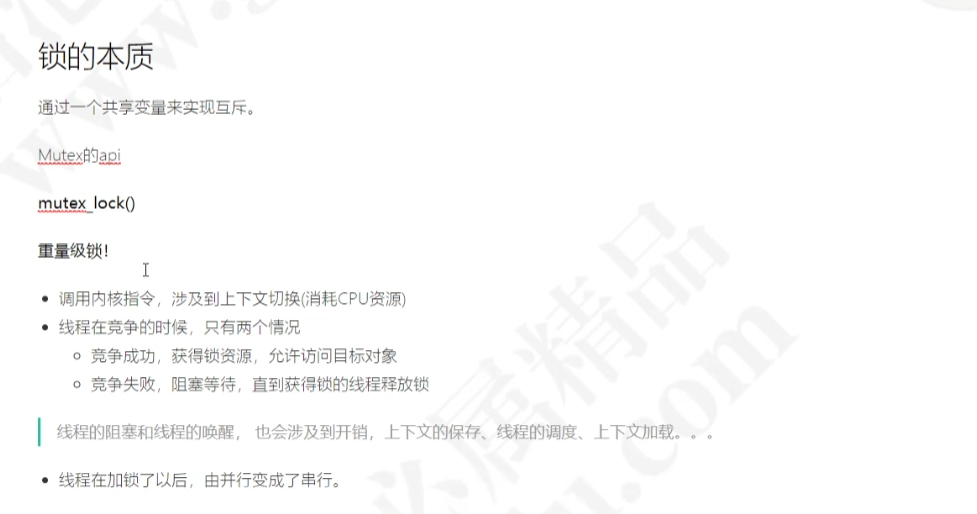 锁的本质
通过一个共享变量来实现互斥。
Mutex的api
mutex_lock()
重量级锁！
调用内核指令，涉及到上下文切换(消耗CPU资源)
线程在竞争的时候，只有两个情况
竞争成功，获得锁资源，允许访问目标对象
竞争失败，阻塞等待，直到获得锁的线程释放锁
线程的阻塞和线程的唤醒， 也会涉及到开销，上下文的保存、线程的调度、上下文加载。。。
线程在加锁了以后，由并行变成了串行。